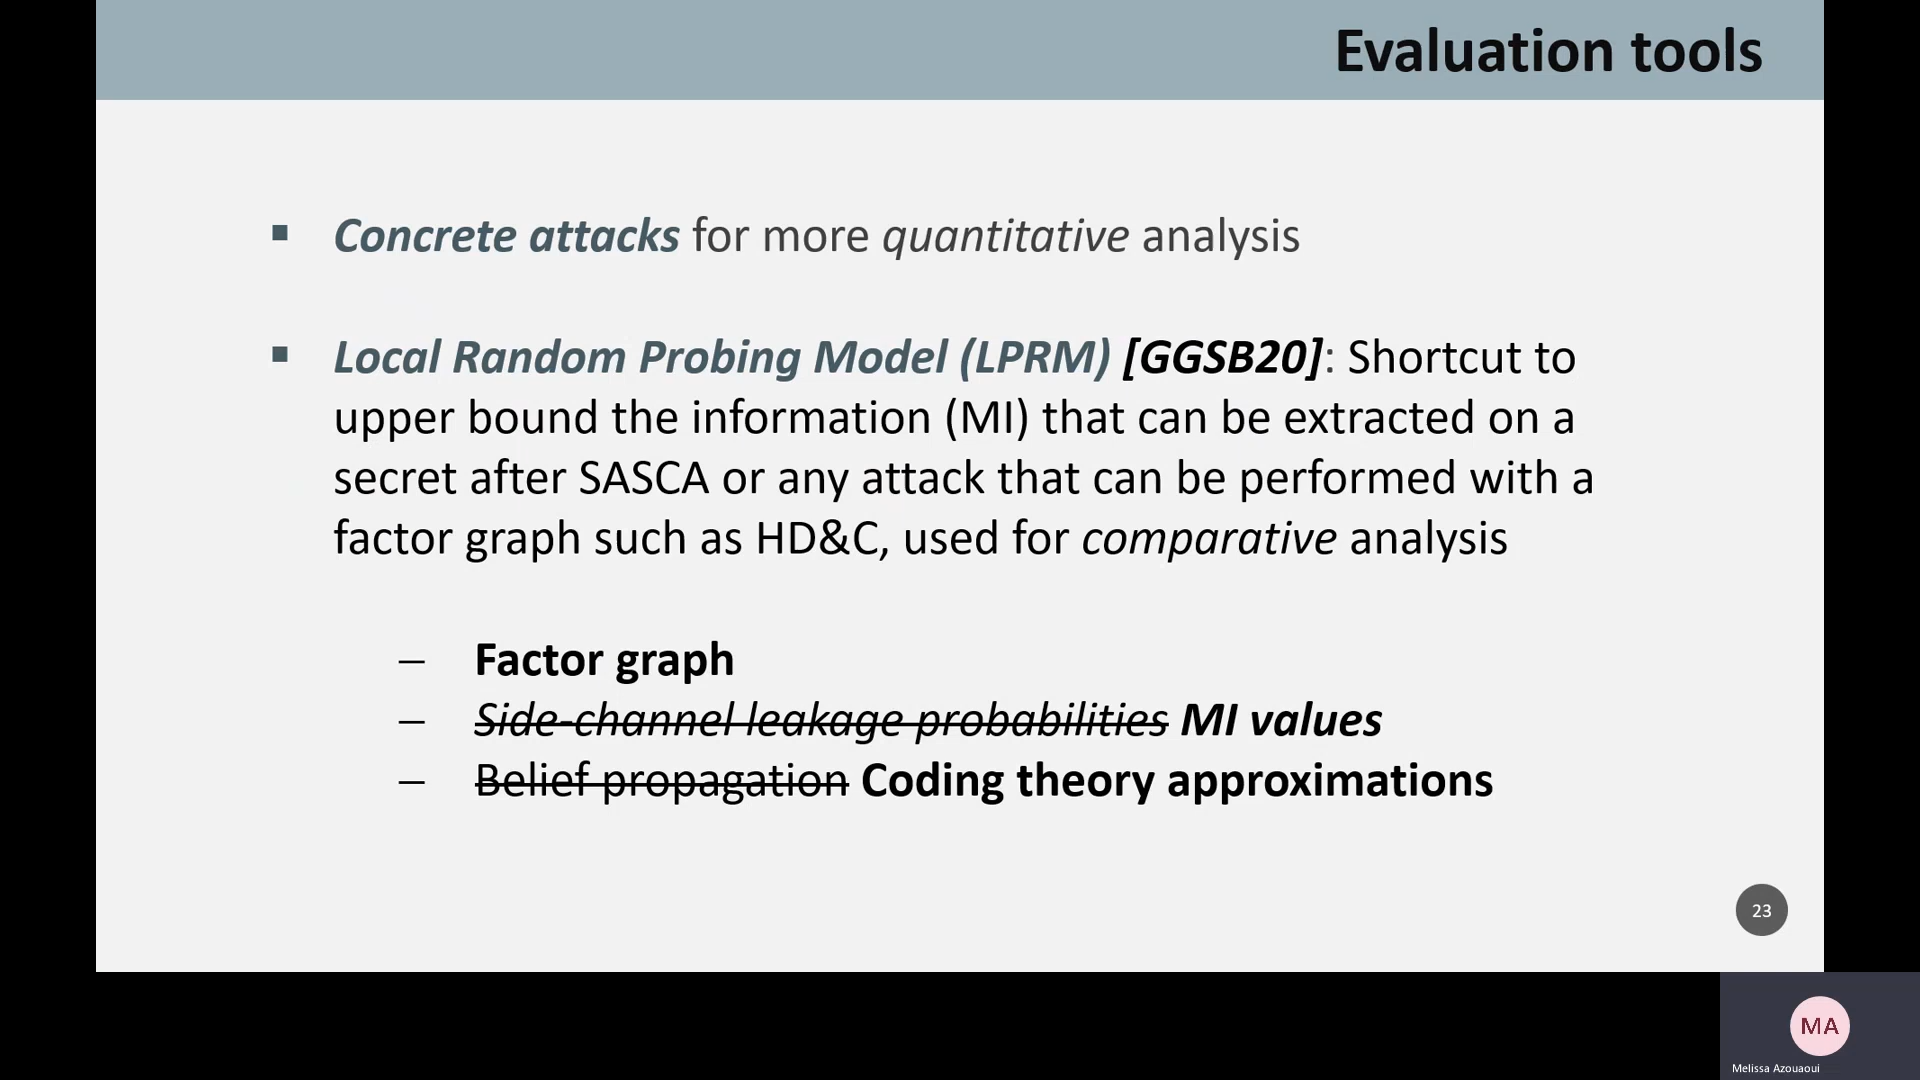 Evaluation tools
▪ Concrete attacks for more quantitative analysis
▪ Local Random Probing Model (LPRM) [GGSB20]: Shortcut to
upper bound the information (MI) that can be extracted on a
secret after SASCA or any attack that can be performed with a
factor graph such as HD&C, used for comparative analysis
– Factor graph
– Side-channel leakage probabilities MI values
– Belief propagation Coding theory approximations
23
MA
Melissa Azouaoui